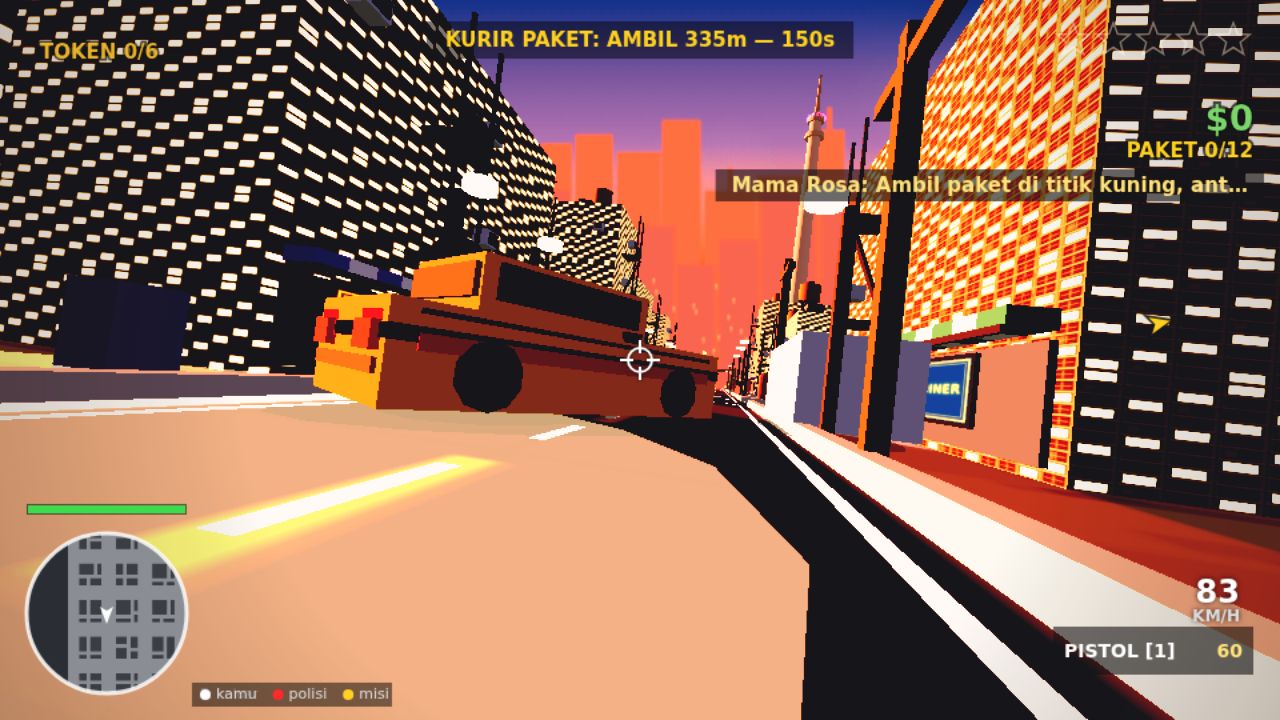 TOKEN 0/6
KURIR PAKET: AMBIL 335m — 150s
$0
PAKET 0/12
Mama Rosa: Ambil paket di titik kuning, ant…
INER
83
KM/H
PISTOL [1] 60
kamu polisi misi